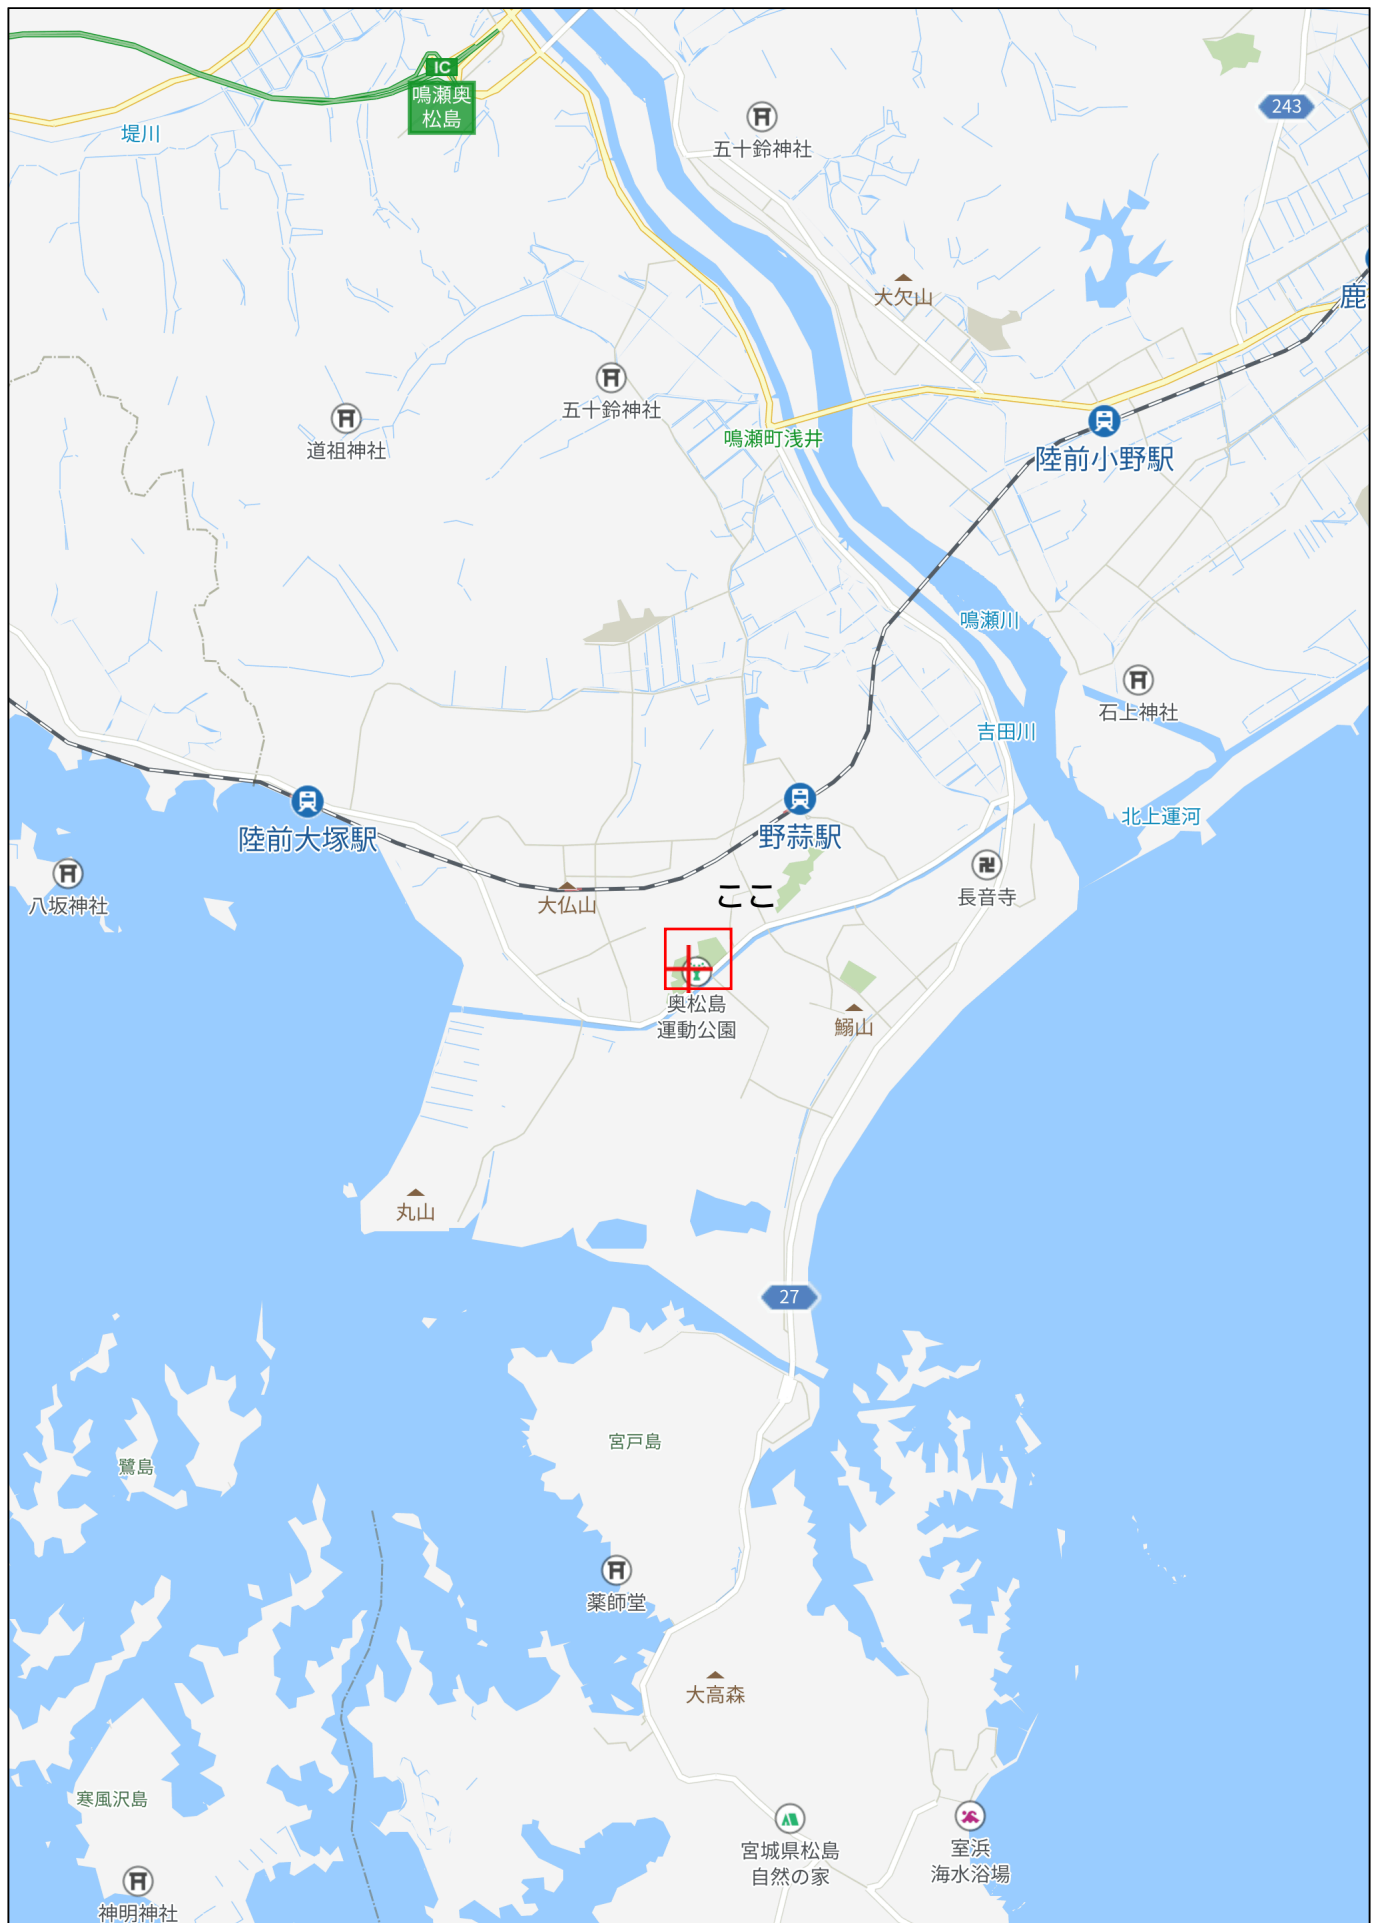 IC
鳴瀬奥
松島
243
堤川
五十鈴神社
大欠山
鹿
五十鈴神社
道祖神社
鳴瀬町浅井
陸前小野駅
鳴瀬川
石上神社
吉田川
北上運河
陸前大塚駅
野蒜駅
八坂神社
大仏山
ここ
長音寺
奥松島
運動公園
鰯山
丸山
27
宮戸島
鷺島
薬師堂
大高森
寒風沢島
宮城県松島
自然の家
室浜
海水浴場
神明神社